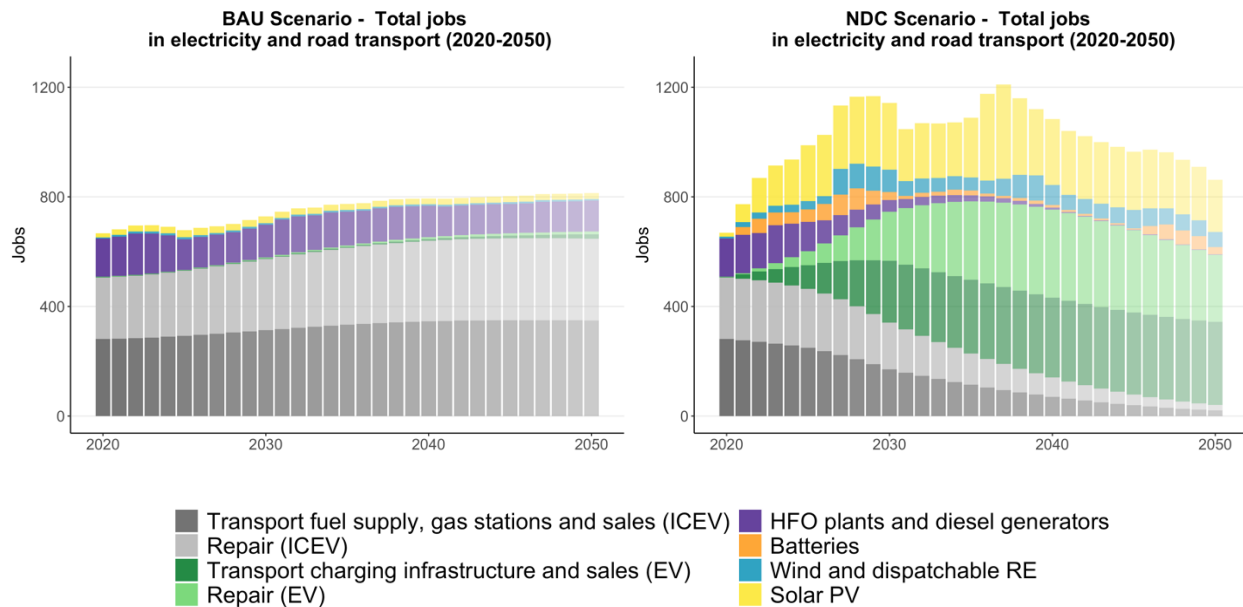 BAU Scenario -  Total jobs
in electricity and road transport (2020-2050)
NDC Scenario -  Total jobs
in electricity and road transport (2020-2050)
Jobs
1200
800
400
0
2020
2030
2040
2050
Jobs
1200
800
400
0
2020
2030
2040
2050
Transport fuel supply, gas stations and sales (ICEV)
Repair (ICEV)
Transport charging infrastructure and sales (EV)
Repair (EV)
HFO plants and diesel generators
Batteries
Wind and dispatchable RE
Solar PV